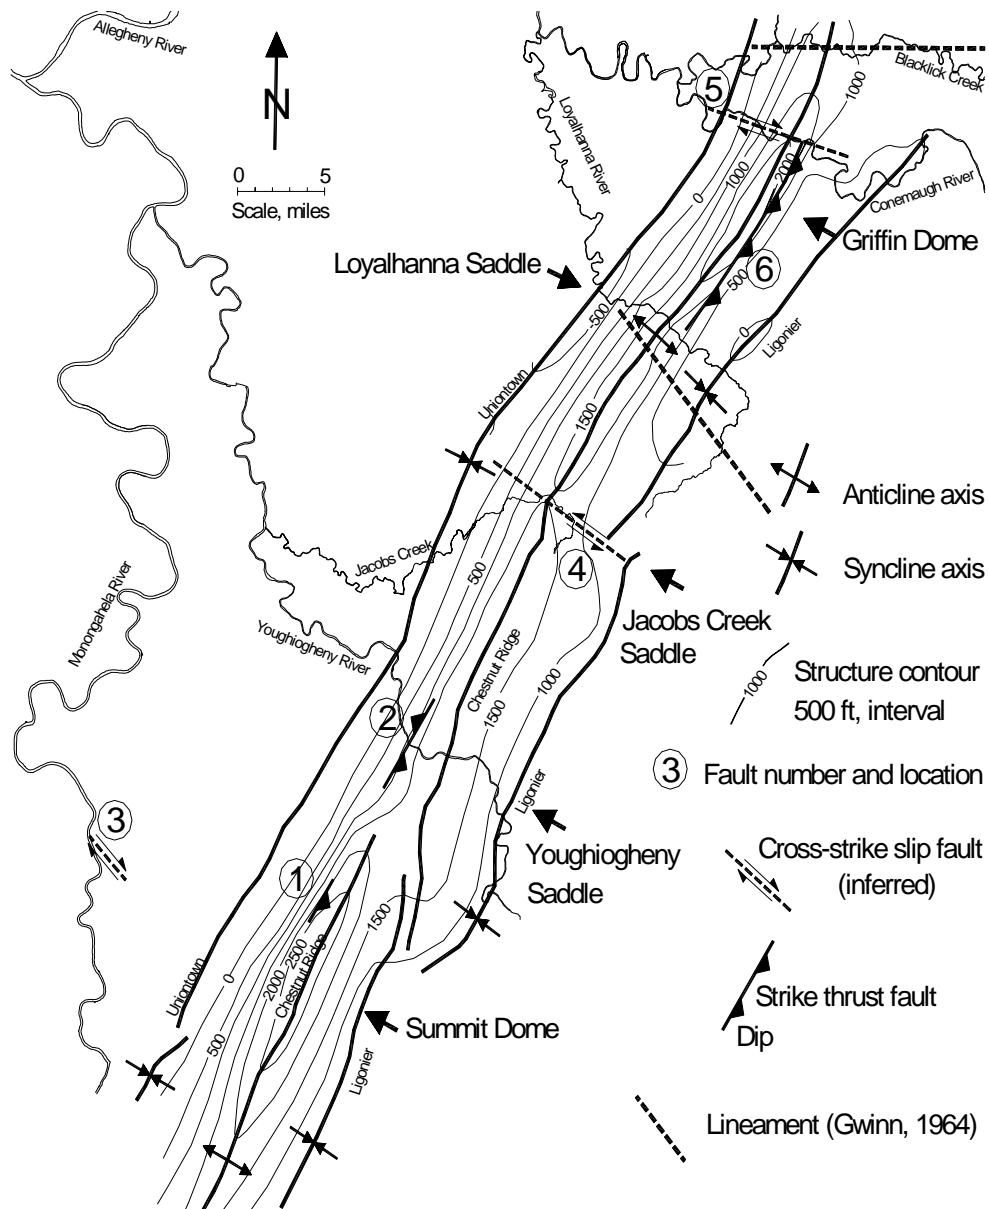 Allegheny River
N
0 5
Scale, miles
Loyalhanna River
5
Blacklick Creek
1000
1000
2000
0
Conemaugh River
Griffin Dome
Loyalhanna Saddle
6
500
-500
0
Ligonier
Uniontown
1500
Anticline axis
Jacobs Creek
500
4
Syncline axis
Monongahela River
Youghiogheny River
Jacobs Creek
Saddle
Chestnut Ridge
1000
1500
1000
Structure contour
500 ft, interval
2
3
Fault number and location
3
Ligonier
Youghiogheny
Saddle
Cross-strike slip fault
(inferred)
1
1500
2500
2000
Chestnut Ridge
Uniontown
0
500
Summit Dome
Ligonier
Strike thrust fault
Dip
Lineament (Gwinn, 1964)